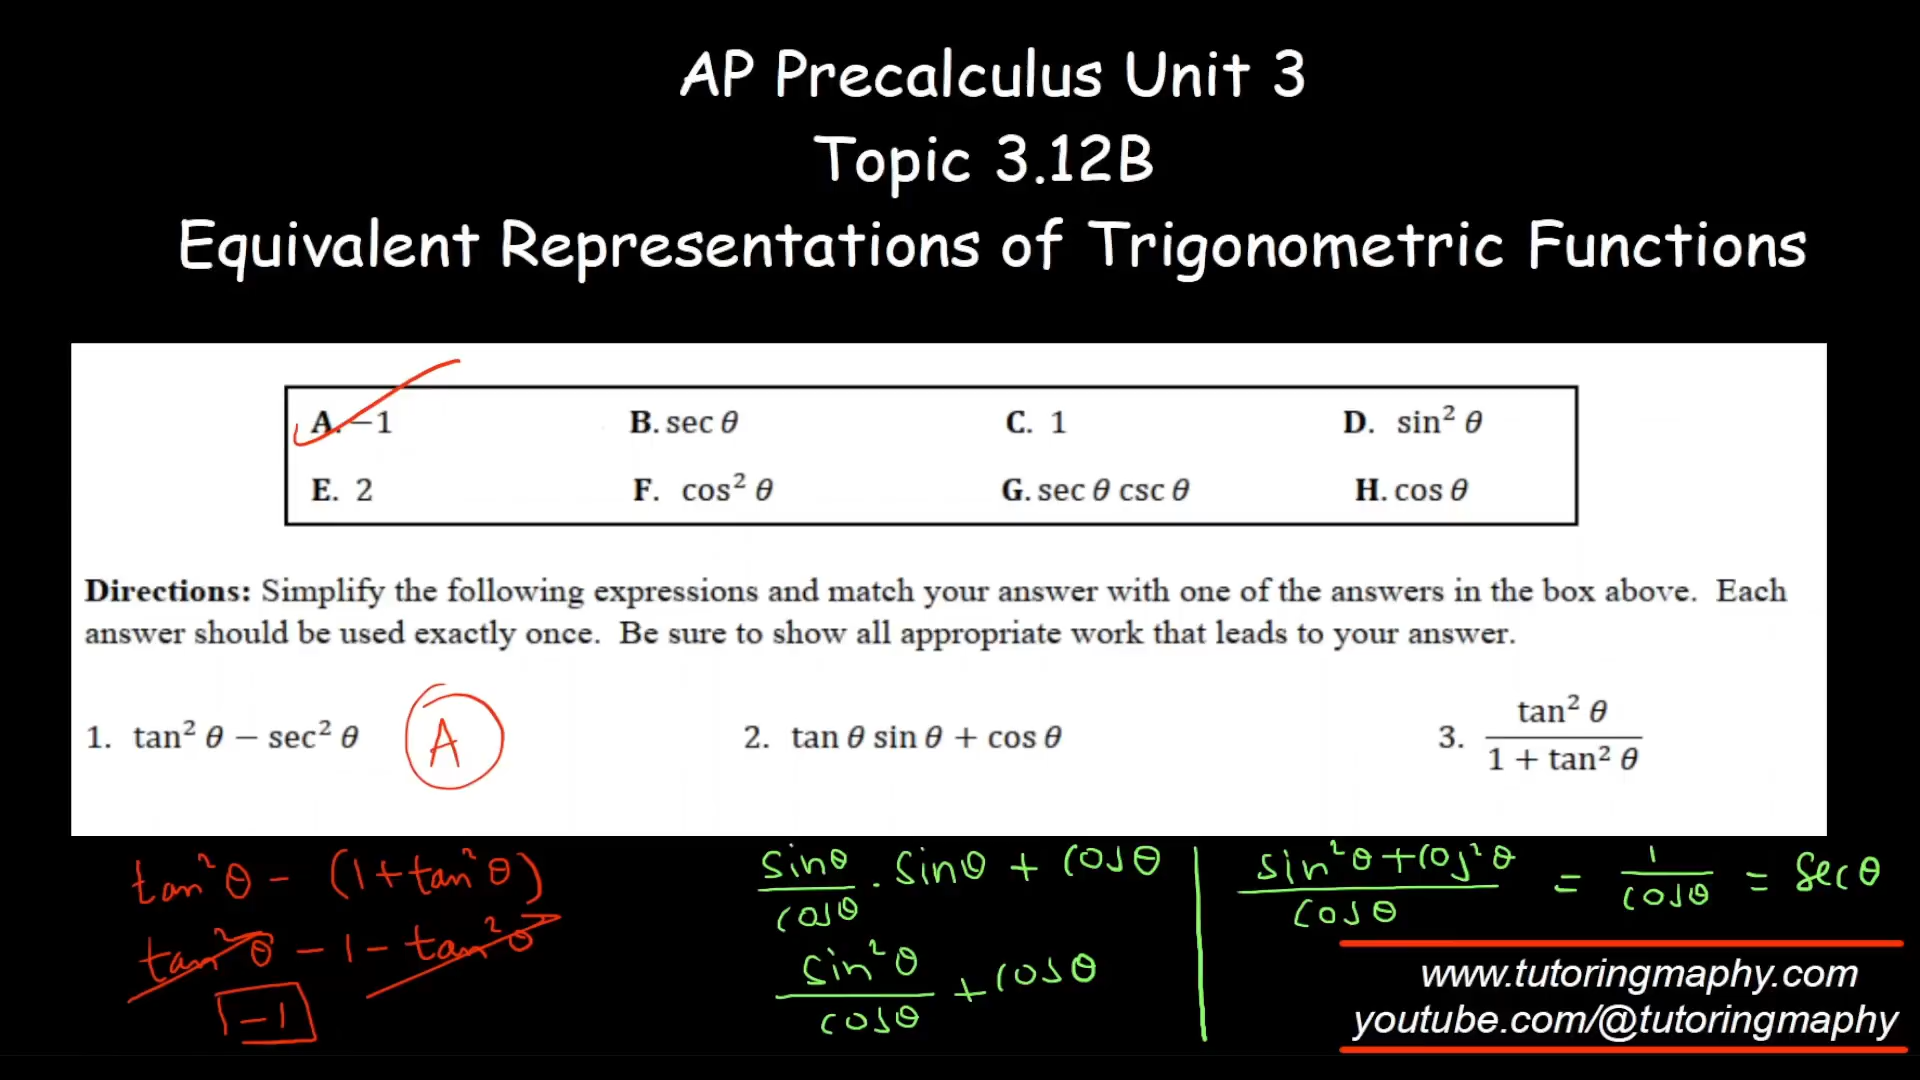 AP Precalculus Unit 3
Topic 3.12B
Equivalent Representations of Trigonometric Functions
A. −1 B. sec θ C. 1 D. sin² θ
E. 2 F. cos² θ G. sec θ csc θ H. cos θ
Directions: Simplify the following expressions and match your answer with one of the answers in the box above. Each
answer should be used exactly once. Be sure to show all appropriate work that leads to your answer.
1. tan² θ − sec² θ A 2. tan θ sin θ + cos θ 3. tan² θ / 1 + tan² θ
tan²θ − (1+tan²θ)
tan²θ − 1 − tan²θ
−1
sinθ / cosθ · sinθ + cosθ
sin²θ / cosθ + cosθ
sin²θ+cos²θ / cosθ = 1 / cosθ = secθ
www.tutoringmaphy.com
youtube.com/@tutoringmaphy